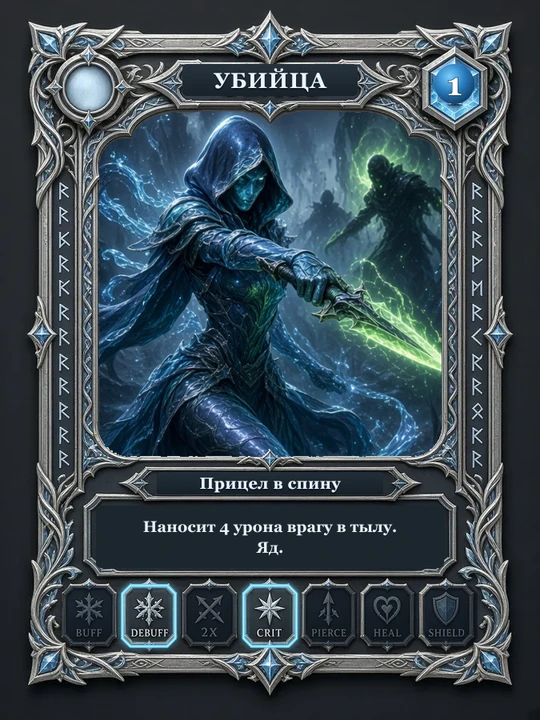 УБИЙЦА
1
Прицел в спину
Наносит 4 урона врагу в тылу.
Яд.
BUFF
DEBUFF
2X
CRIT
PIERCE
HEAL
SHIELD